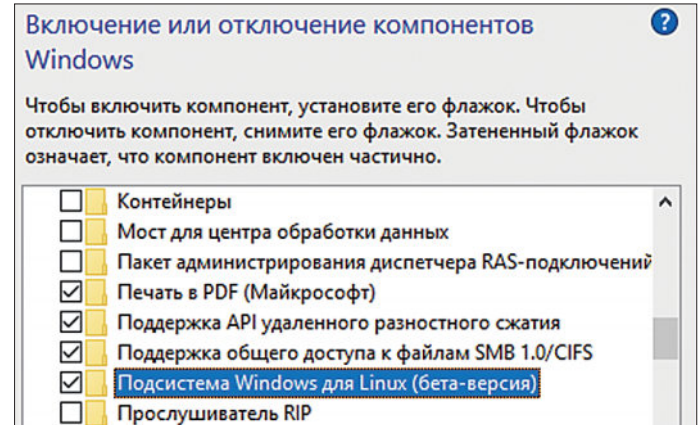 Включение или отключение компонентов
Windows
?
Чтобы включить компонент, установите его флажок. Чтобы
отключить компонент, снимите его флажок. Затененный флажок
означает, что компонент включен частично.
Контейнеры
Мост для центра обработки данных
Пакет администрирования диспетчера RAS-подключений
Печать в PDF (Майкрософт)
Поддержка API удаленного разностного сжатия
Поддержка общего доступа к файлам SMB 1.0/CIFS
Подсистема Windows для Linux (бета-версия)
Прослушиватель RIP